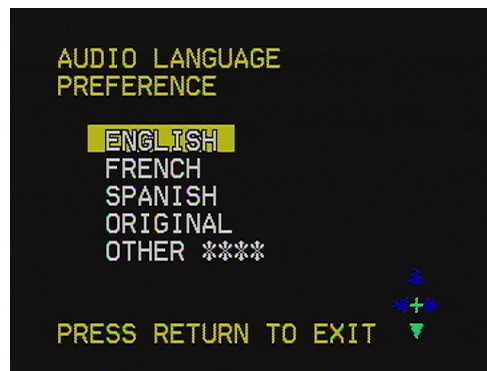 AUDIO LANGUAGE
PREFERENCE
ENGLISH
FRENCH
SPANISH
ORIGINAL
OTHER ****
PRESS RETURN TO EXIT